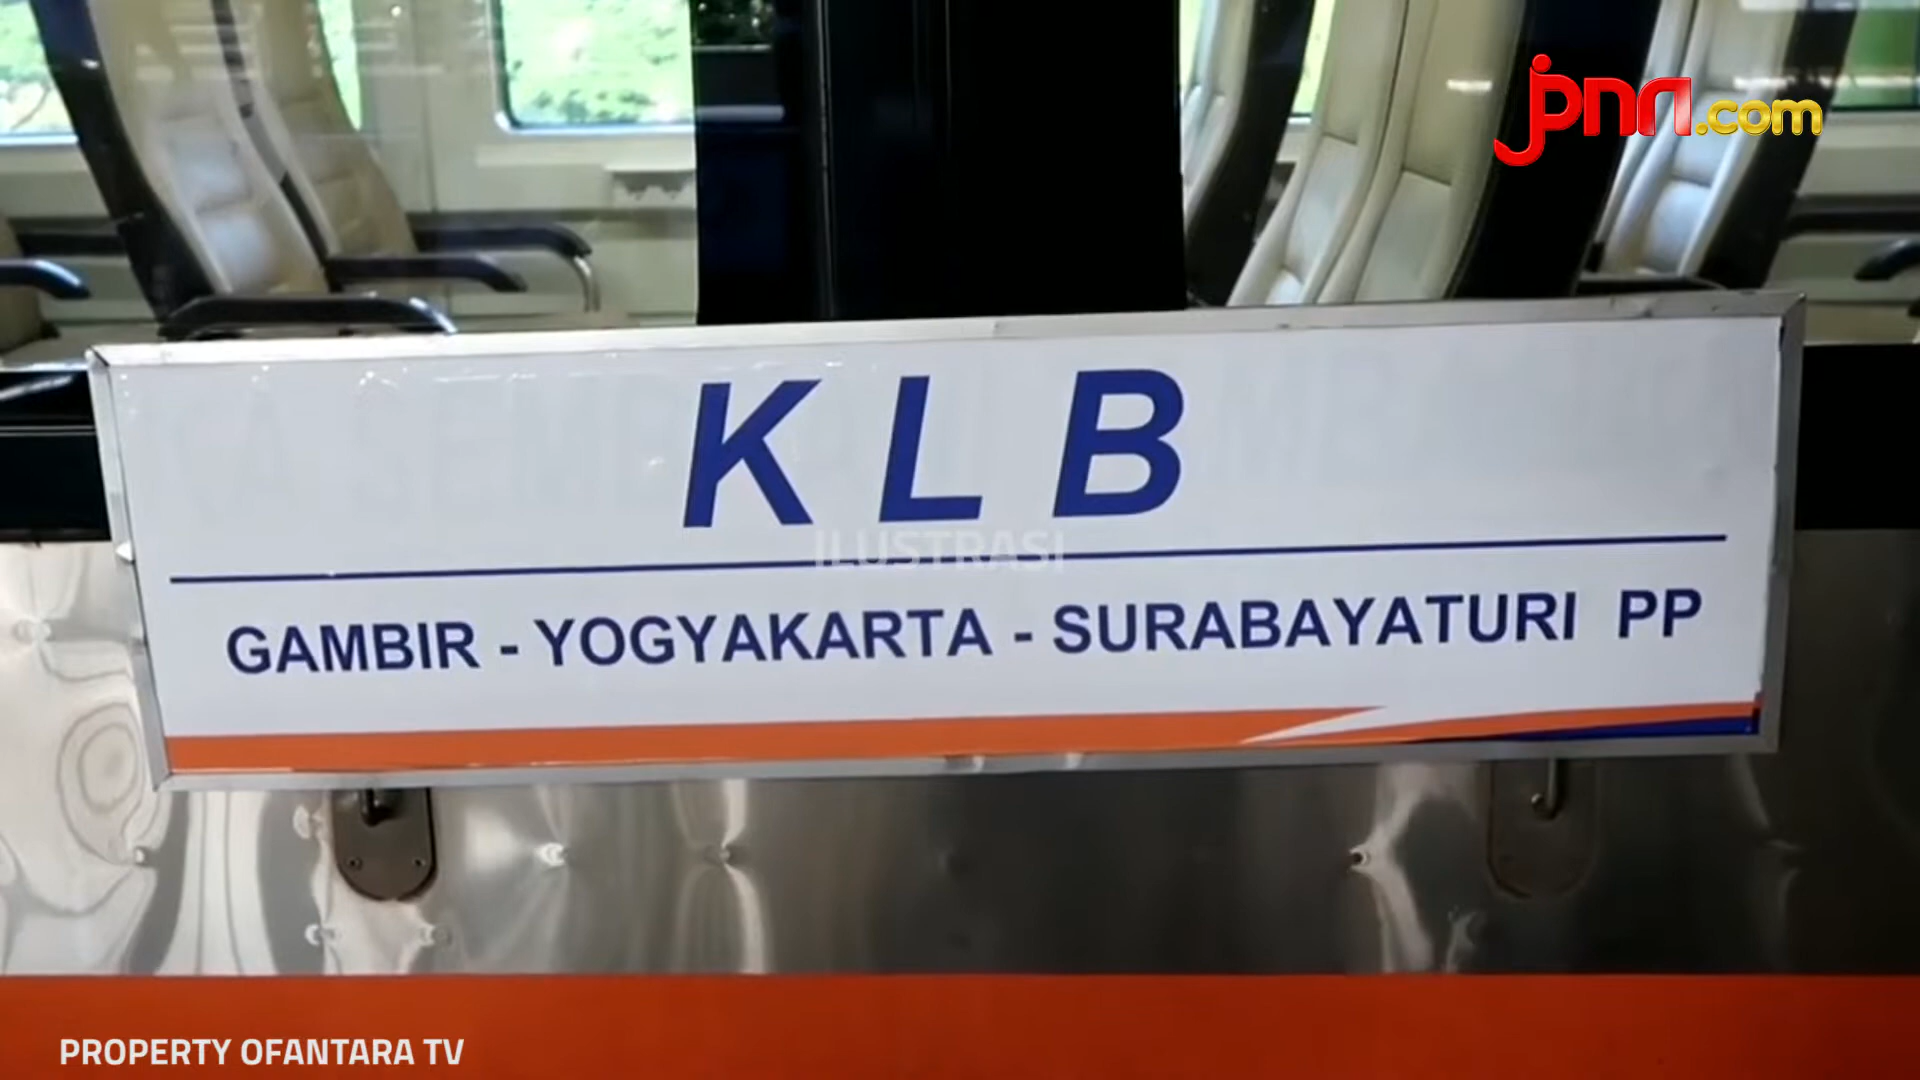 jpnn.com
KLB
ILUSTRASI
GAMBIR - YOGYAKARTA - SURABAYATURI PP
PROPERTY OFANTARA TV